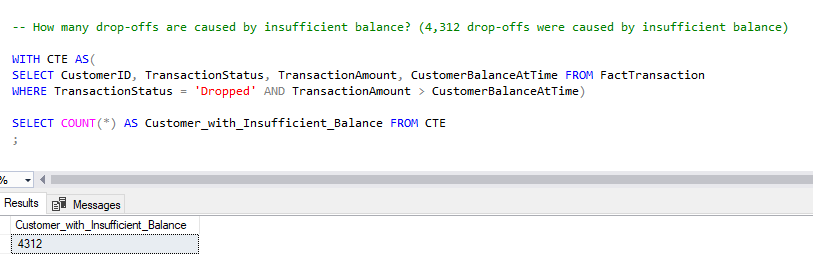 -- How many drop-offs are caused by insufficient balance? (4,312 drop-offs were caused by insufficient balance)
WITH CTE AS(
SELECT CustomerID, TransactionStatus, TransactionAmount, CustomerBalanceAtTime FROM FactTransaction
WHERE TransactionStatus = 'Dropped' AND TransactionAmount > CustomerBalanceAtTime)
SELECT COUNT(*) AS Customer_with_Insufficient_Balance FROM CTE
;
%
Results Messages
Customer_with_Insufficient_Balance
4312